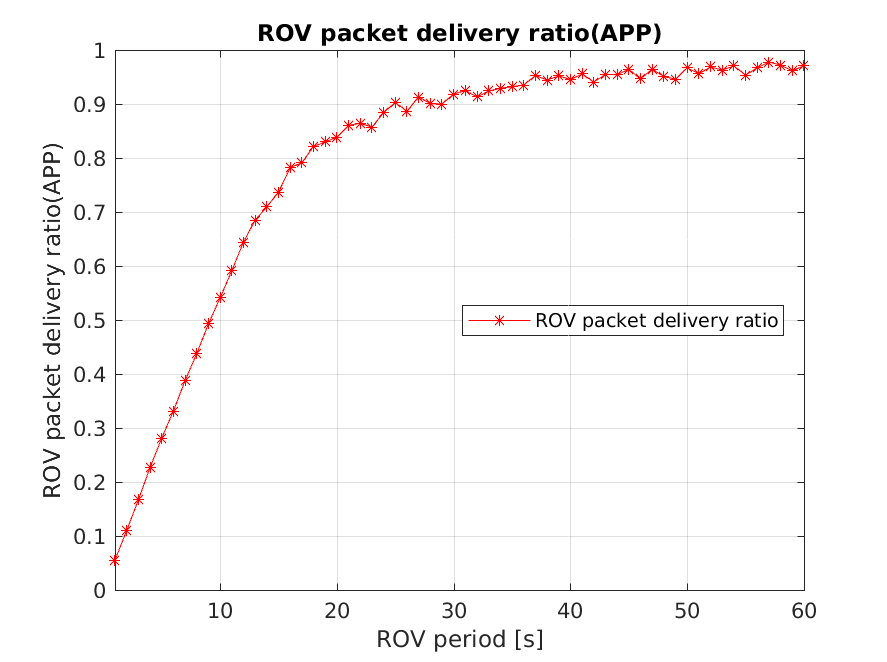 ROV packet delivery ratio(APP)
ROV packet delivery ratio(APP)
1
0.9
0.8
0.7
0.6
0.5
0.4
0.3
0.2
0.1
0
ROV packet delivery ratio
10 20 30 40 50 60
ROV period [s]